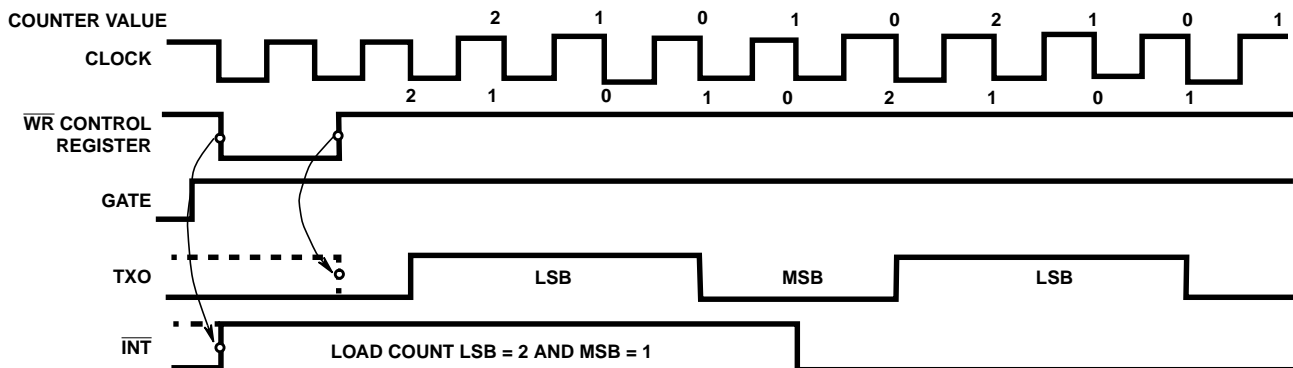 COUNTER VALUE 2 1 0 1 0 2 1 0 1
CLOCK
2 1 0 1 0 2 1 0 1
WR CONTROL
REGISTER
GATE
TXO LSB MSB LSB
INT LOAD COUNT LSB = 2 AND MSB = 1